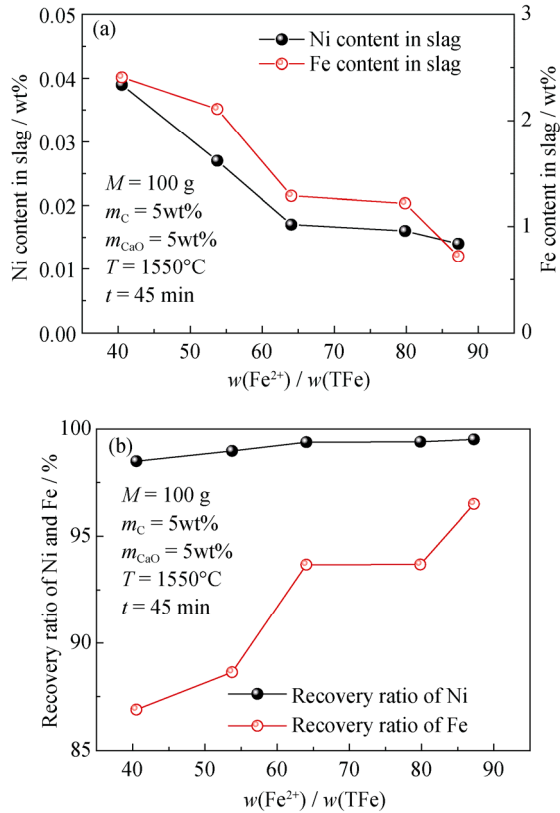 (a)
Ni content in slag
Fe content in slag
M = 100 g
m_C = 5wt%
m_CaO = 5wt%
T = 1550°C
t = 45 min
Ni content in slag / wt%
0.00
0.01
0.02
0.03
0.04
0.05
Fe content in slag / wt%
0
1
2
3
40 50 60 70 80 90
w(Fe²⁺) / w(TFe)
(b)
M = 100 g
m_C = 5wt%
m_CaO = 5wt%
T = 1550°C
t = 45 min
Recovery ratio of Ni
Recovery ratio of Fe
Recovery ratio of Ni and Fe / %
100
95
90
85
40 50 60 70 80 90
w(Fe²⁺) / w(TFe)